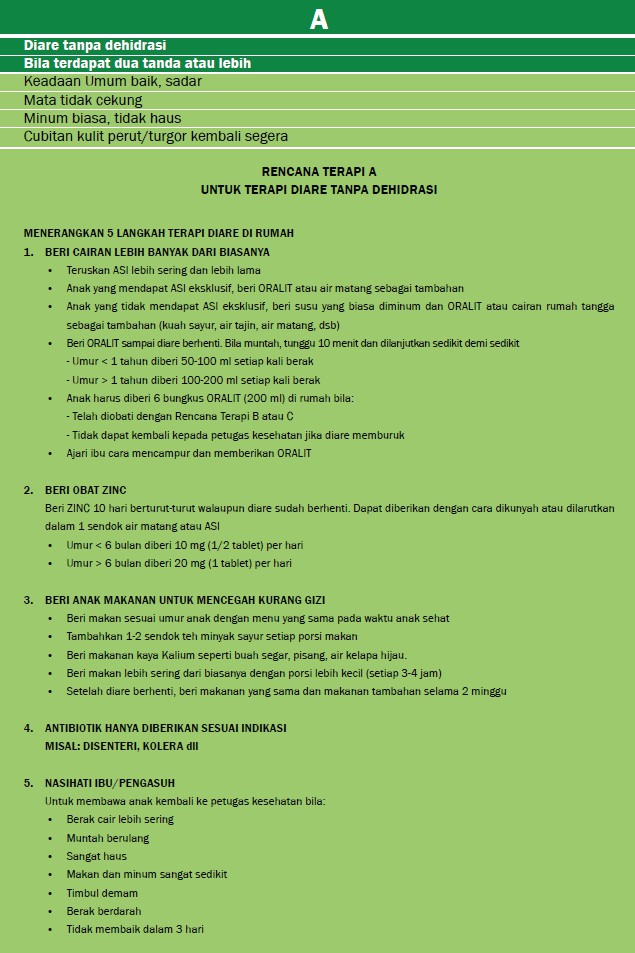 A
Diare tanpa dehidrasi
Bila terdapat dua tanda atau lebih
Keadaan Umum baik, sadar
Mata tidak cekung
Minum biasa, tidak haus
Cubitan kulit perut/turgor kembali segera
RENCANA TERAPI A
UNTUK TERAPI DIARE TANPA DEHIDRASI
MENERANGKAN 5 LANGKAH TERAPI DIARE DI RUMAH
1. BERI CAIRAN LEBIH BANYAK DARI BIASANYA
• Teruskan ASI lebih sering dan lebih lama
• Anak yang mendapat ASI eksklusif, beri ORALIT atau air matang sebagai tambahan
• Anak yang tidak mendapat ASI eksklusif, beri susu yang biasa diminum dan ORALIT atau cairan rumah tangga
sebagai tambahan (kuah sayur, air tajin, air matang, dsb)
• Beri ORALIT sampai diare berhenti. Bila muntah, tunggu 10 menit dan dilanjutkan sedikit demi sedikit
- Umur < 1 tahun diberi 50-100 ml setiap kali berak
- Umur > 1 tahun diberi 100-200 ml setiap kali berak
• Anak harus diberi 6 bungkus ORALIT (200 ml) di rumah bila:
- Telah diobati dengan Rencana Terapi B atau C
- Tidak dapat kembali kepada petugas kesehatan jika diare memburuk
• Ajari ibu cara mencampur dan memberikan ORALIT
2. BERI OBAT ZINC
Beri ZINC 10 hari berturut-turut walaupun diare sudah berhenti. Dapat diberikan dengan cara dikunyah atau dilarutkan
dalam 1 sendok air matang atau ASI
• Umur < 6 bulan diberi 10 mg (1/2 tablet) per hari
• Umur > 6 bulan diberi 20 mg (1 tablet) per hari
3. BERI ANAK MAKANAN UNTUK MENCEGAH KURANG GIZI
• Beri makan sesuai umur anak dengan menu yang sama pada waktu anak sehat
• Tambahkan 1-2 sendok teh minyak sayur setiap porsi makan
• Beri makanan kaya Kalium seperti buah segar, pisang, air kelapa hijau.
• Beri makan lebih sering dari biasanya dengan porsi lebih kecil (setiap 3-4 jam)
• Setelah diare berhenti, beri makanan yang sama dan makanan tambahan selama 2 minggu
4. ANTIBIOTIK HANYA DIBERIKAN SESUAI INDIKASI
MISAL: DISENTERI, KOLERA dll
5. NASIHATI IBU/PENGASUH
Untuk membawa anak kembali ke petugas kesehatan bila:
• Berak cair lebih sering
• Muntah berulang
• Sangat haus
• Makan dan minum sangat sedikit
• Timbul demam
• Berak berdarah
• Tidak membaik dalam 3 hari